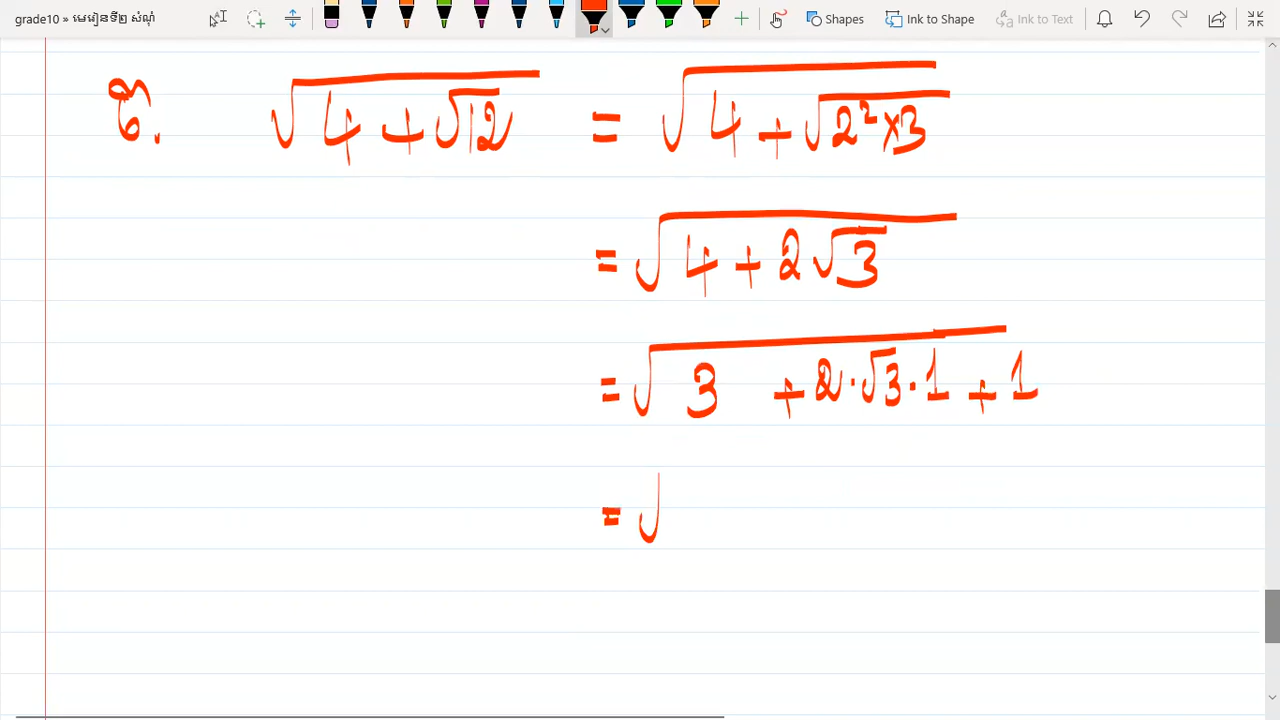 grade10 » មេរៀនទី២ សំណុំ
Shapes Ink to Shape Ink to Text
√(4+√12) = √(4+√(2²×3))
= √(4+2√3)
= √(3 +2·√3·1+1)
= √